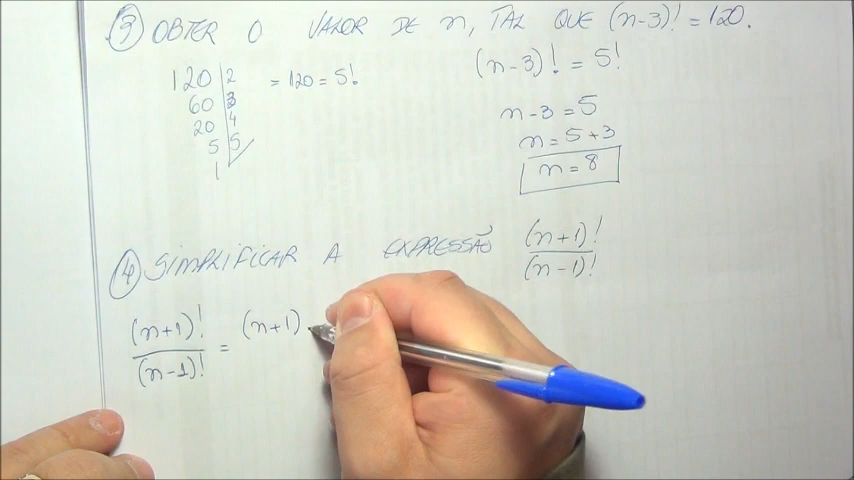 3 OBTER O VALOR DE n, TAL QUE (n-3)! = 120.
120 | 2 = 120 = 5!
60 | 3
20 | 4
5 | 5
1
(n-3)! = 5!
n-3 = 5
n = 5+3
n = 8
4 SIMPLIFICAR A EXPRESSÃO (n+1)! / (n-1)!
(n+1)! / (n-1)! = (n+1) .